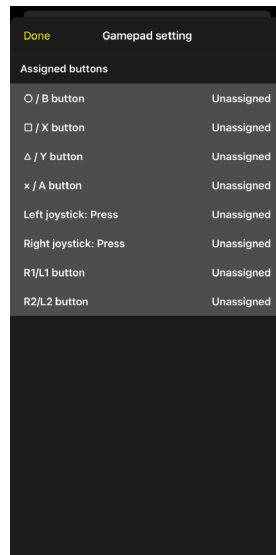 Done
Gamepad setting
Assigned buttons
○ / B button Unassigned
□ / X button Unassigned
△ / Y button Unassigned
× / A button Unassigned
Left joystick: Press Unassigned
Right joystick: Press Unassigned
R1/L1 button Unassigned
R2/L2 button Unassigned